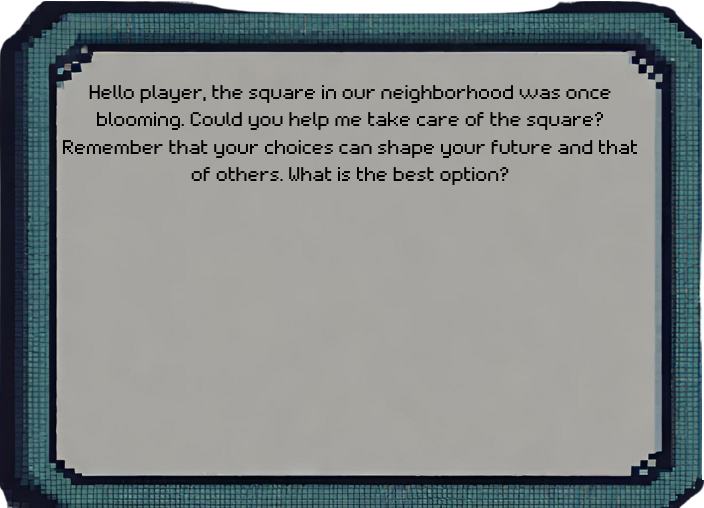 Hello player, the square in our neighborhood was once
blooming. Could you help me take care of the square?
Remember that your choices can shape your future and that
of others. What is the best option?